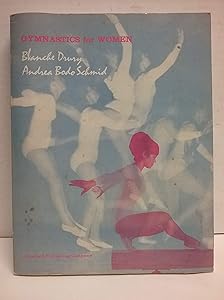 GYMNASTICS for WOMEN
Blanche Drury
Andrea Bodo Schmid